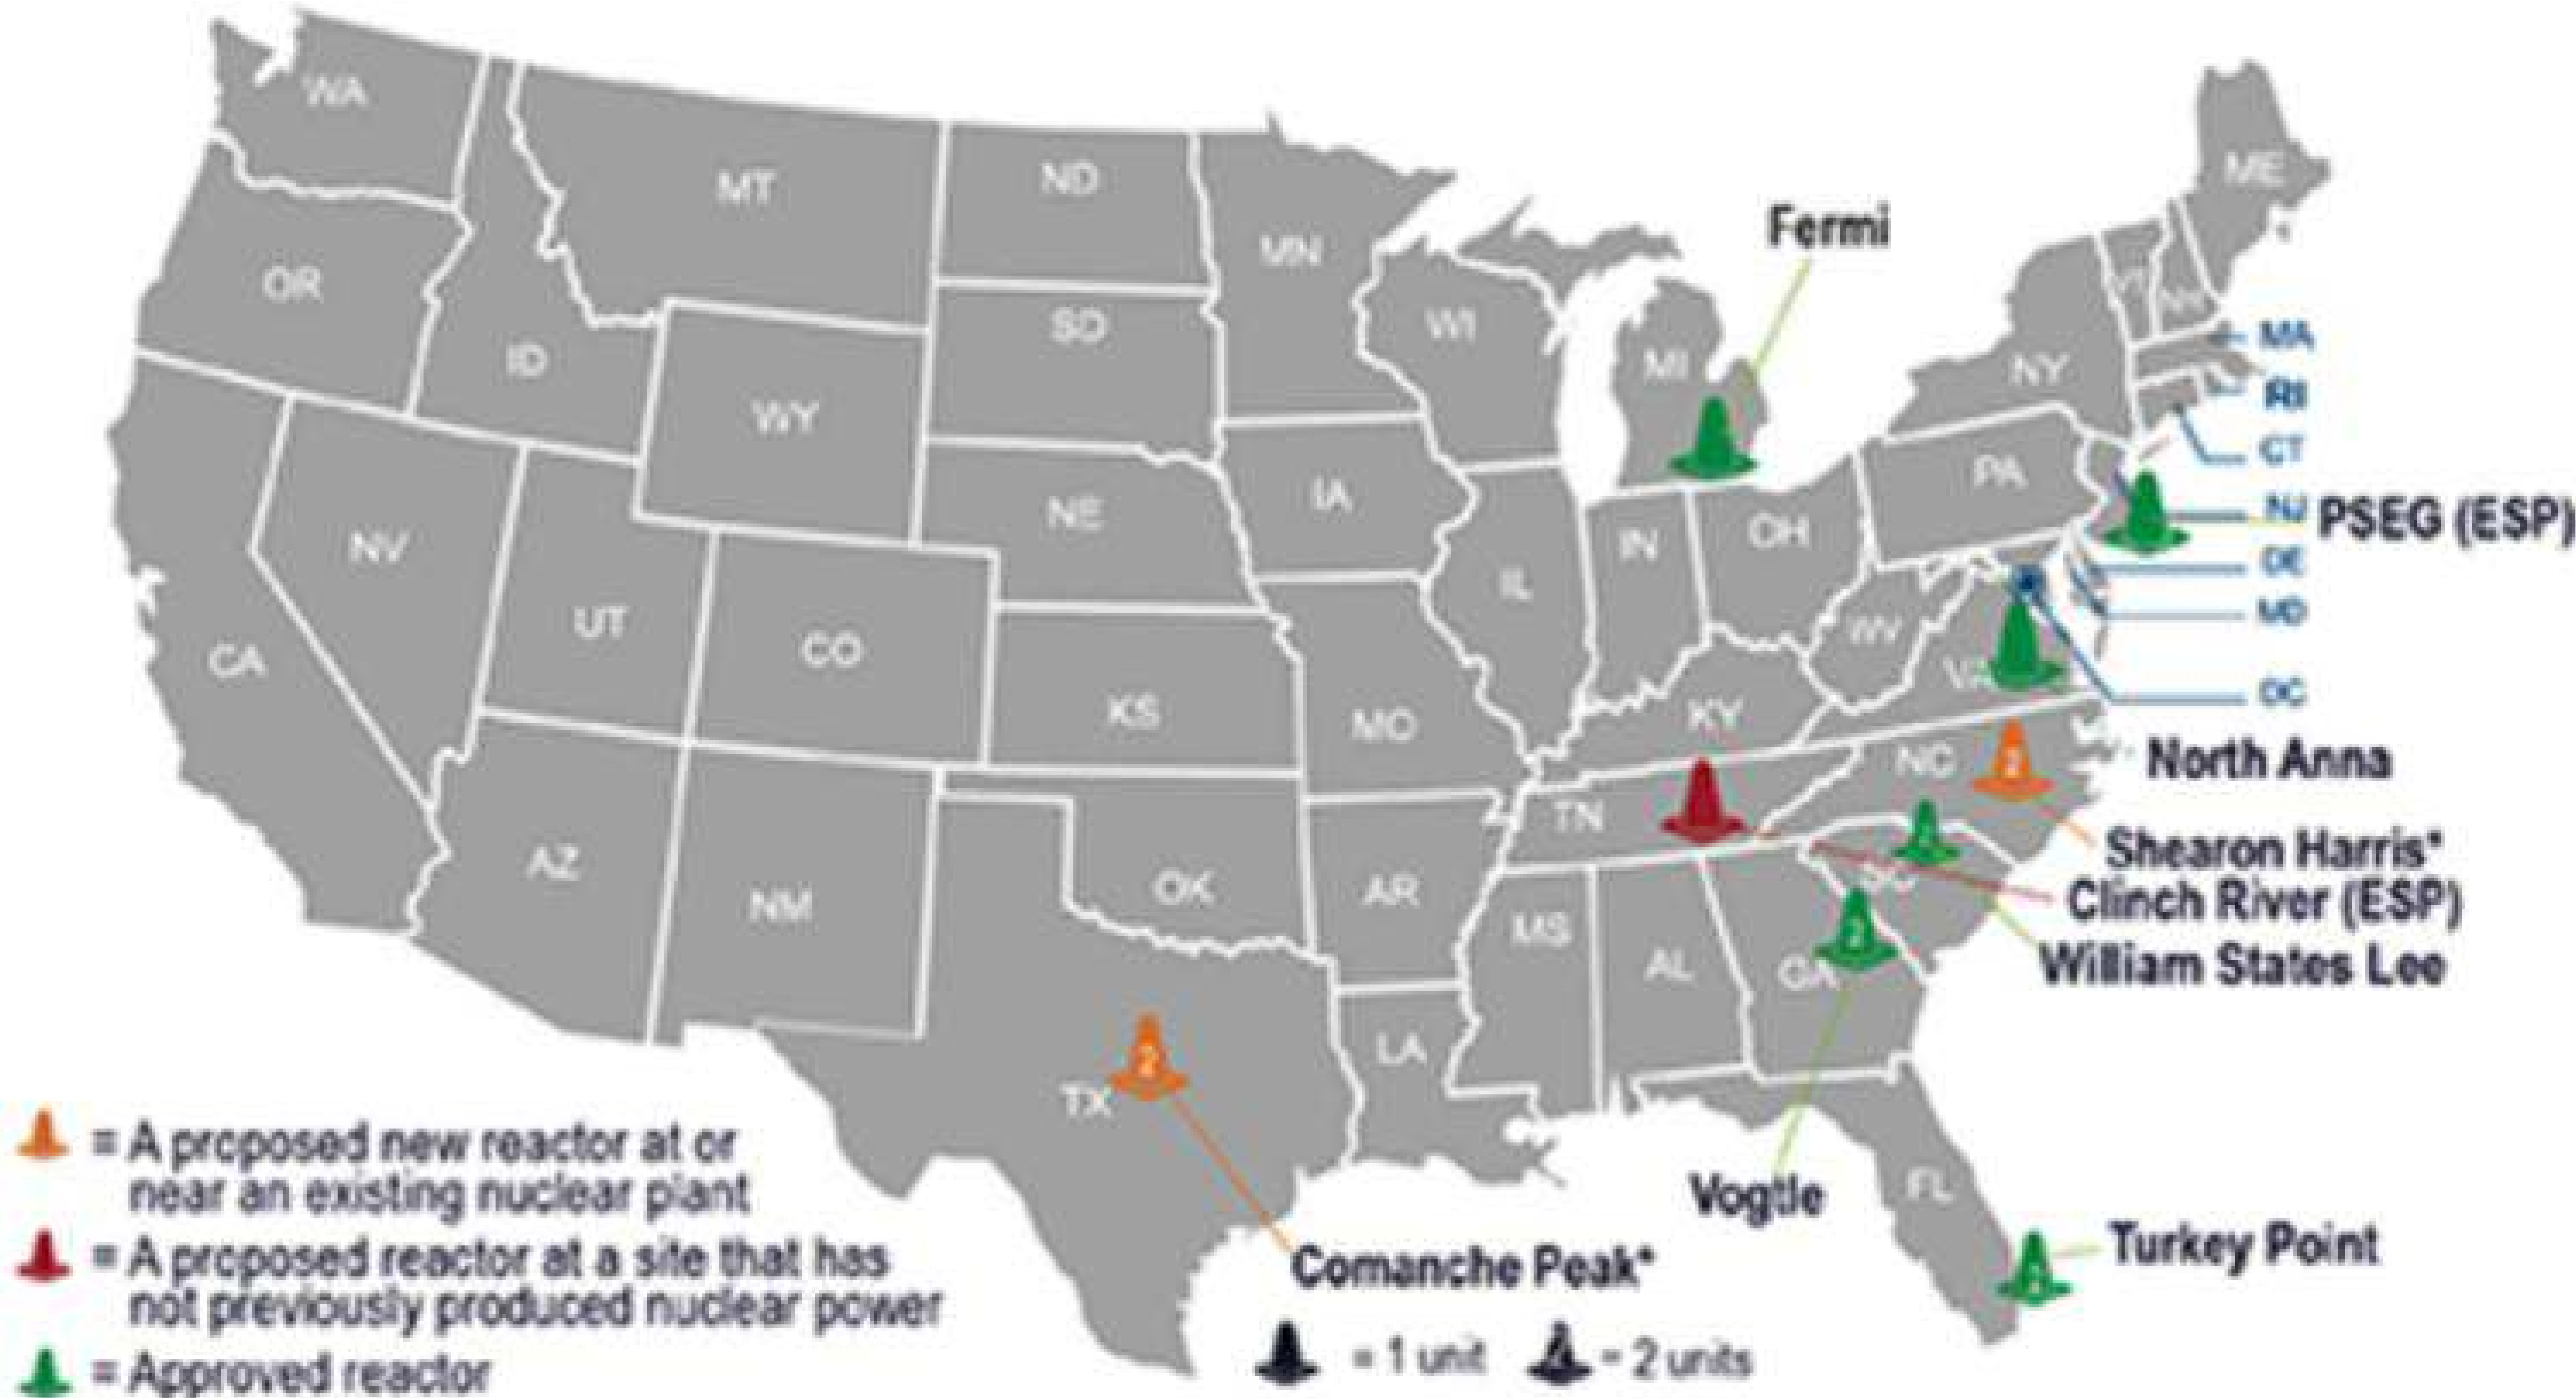 WA
MT
ND
MN
ME
OR
ID
SD
WI
MI
Fermi
VT
NH
NY
MA
RI
CT
WY
NE
IA
PA
NJ
PSEG (ESP)
NV
UT
CO
IL
IN
OH
DE
MD
CA
KS
MO
WV
VA
DC
KY
NC
2
North Anna
AZ
NM
OK
AR
TN
2
Shearon Harris*
SC
Clinch River (ESP)
MS
AL
GA
2
William States Lee
TX
2
LA
FL
Vogtle
2
Turkey Point
Comanche Peak*
= A proposed new reactor at or
near an existing nuclear plant
= A proposed reactor at a site that has
not previously produced nuclear power
= Approved reactor
= 1 unit
= 2 units